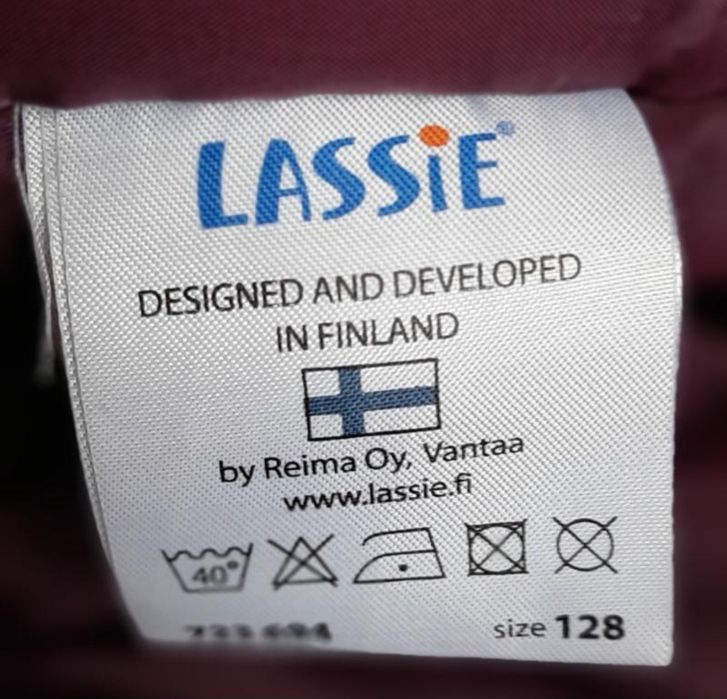 LASSiE®
DESIGNED AND DEVELOPED
IN FINLAND
by Reima Oy, Vantaa
www.lassie.fi
40°
size 128